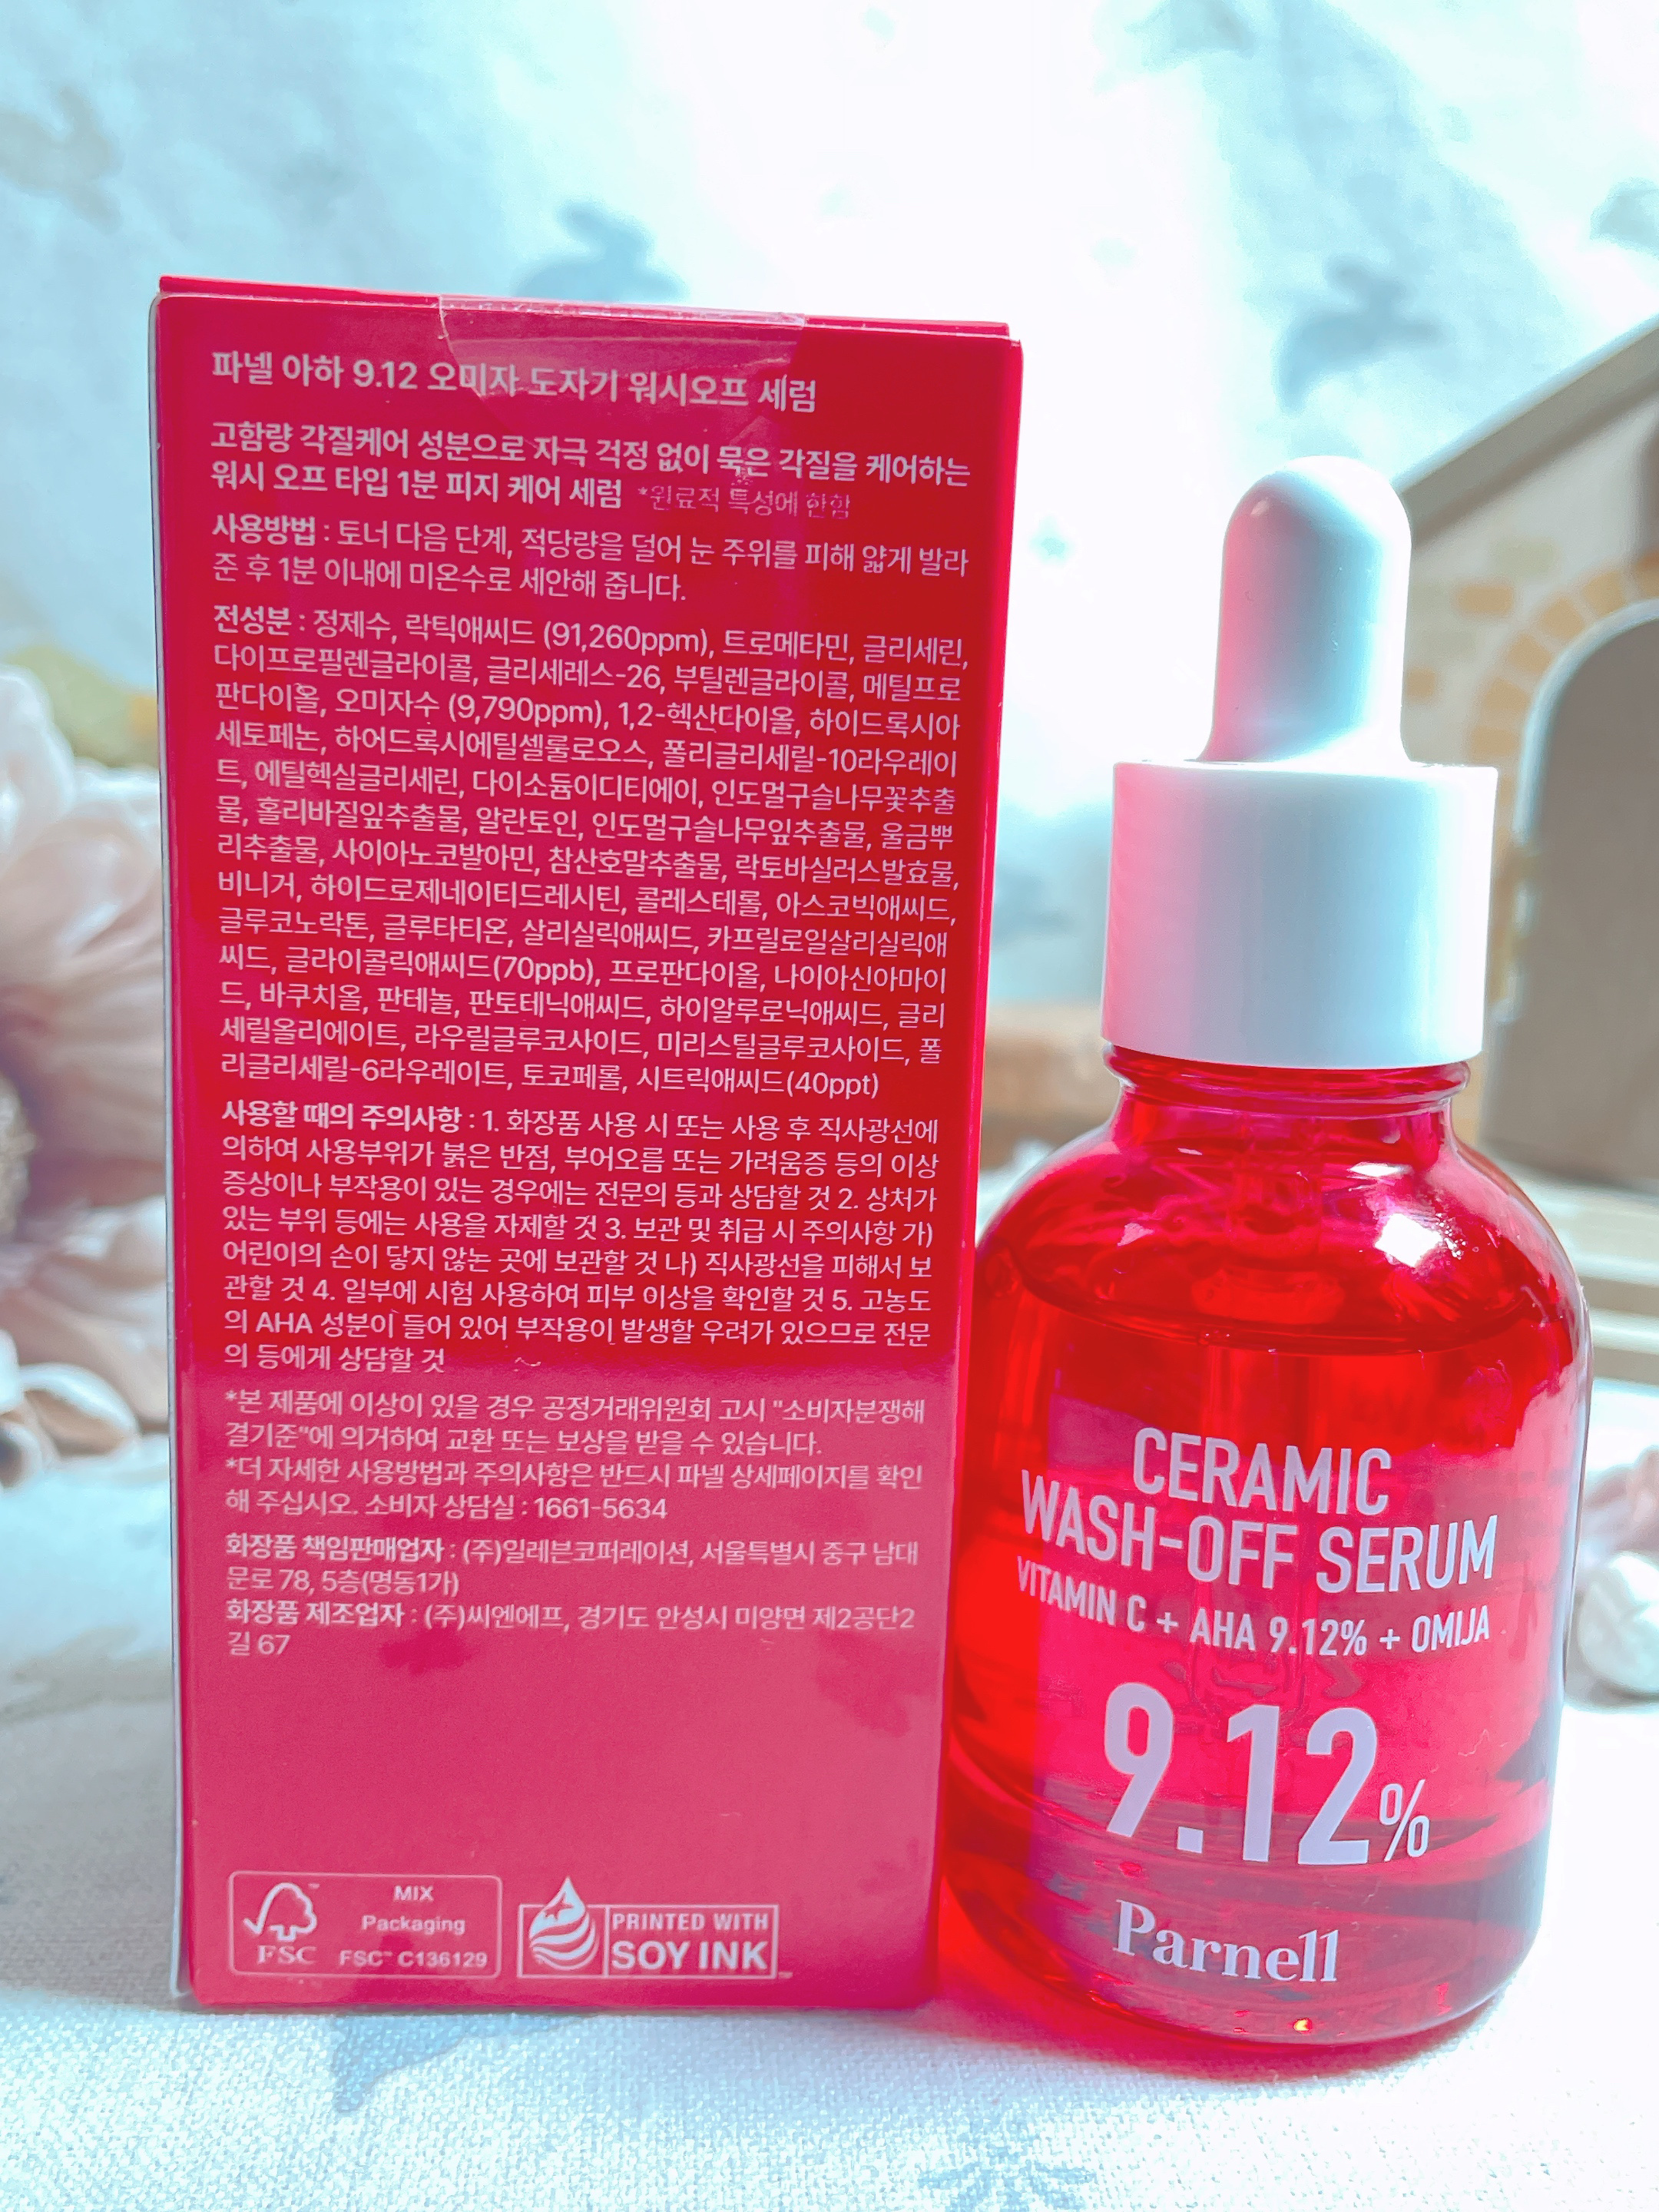 파넬 아하 9.12 오미자 도자기 워시오프 세럼
고함량 각질케어 성분으로 자극 걱정 없이 묵은 각질을 케어하는
워시 오프 타입 1분 피지 케어 세럼 *원료적 특성에 한함
사용방법 : 토너 다음 단계, 적당량을 덜어 눈 주위를 피해 얇게 발라
준 후 1분 이내에 미온수로 세안해 줍니다.
전성분 : 정제수, 락틱애씨드 (91,260ppm), 트로메타민, 글리세린,
다이프로필렌글라이콜, 글리세레스-26, 부틸렌글라이콜, 메틸프로
판다이올, 오미자수 (9,790ppm), 1,2-헥산다이올, 하이드록시아
세토페논, 하어드록시에틸셀룰로오스, 폴리글리세릴-10라우레이
트, 에틸헥실글리세린, 다이소듐이디티에이, 인도멀구슬나무꽃추출
물, 홀리바질잎추출물, 알란토인, 인도멀구슬나무잎추출물, 울금뿌
리추출물, 사이아노코발아민, 참산호말추출물, 락토바실러스발효물,
비니거, 하이드로제네이티드레시틴, 콜레스테롤, 아스코빅애씨드,
글루코노락톤, 글루타티온, 살리실릭애씨드, 카프릴로일살리실릭애
씨드, 글라이콜릭애씨드(70ppb), 프로판다이올, 나이아신아마이
드, 바쿠치올, 판테놀, 판토테닉애씨드, 하이알루로닉애씨드, 글리
세릴올리에이트, 라우릴글루코사이드, 미리스틸글루코사이드, 폴
리글리세릴-6라우레이트, 토코페롤, 시트릭애씨드(40ppt)
사용할 때의 주의사항 : 1. 화장품 사용 시 또는 사용 후 직사광선에
의하여 사용부위가 붉은 반점, 부어오름 또는 가려움증 등의 이상
증상이나 부작용이 있는 경우에는 전문의 등과 상담할 것 2. 상처가
있는 부위 등에는 사용을 자제할 것 3. 보관 및 취급 시 주의사항 가)
어린이의 손이 닿지 않는 곳에 보관할 것 나) 직사광선을 피해서 보
관할 것 4. 일부에 시험 사용하여 피부 이상을 확인할 것 5. 고농도
의 AHA 성분이 들어 있어 부작용이 발생할 우려가 있으므로 전문
의 등에게 상담할 것
*본 제품에 이상이 있을 경우 공정거래위원회 고시 "소비자분쟁해
결기준"에 의거하여 교환 또는 보상을 받을 수 있습니다.
*더 자세한 사용방법과 주의사항은 반드시 파넬 상세페이지를 확인
해 주십시오. 소비자 상담실 : 1661-5634
화장품 책임판매업자 : (주)일레븐코퍼레이션, 서울특별시 중구 남대
문로 78, 5층(명동1가)
화장품 제조업자 : (주)씨엔에프, 경기도 안성시 미양면 제2공단2
길 67
FSC
MIX
Packaging
FSC™ C136129
PRINTED WITH
SOY INK
CERAMIC
WASH-OFF SERUM
VITAMIN C + AHA 9.12% + OMIJA
9.12%
Parnell